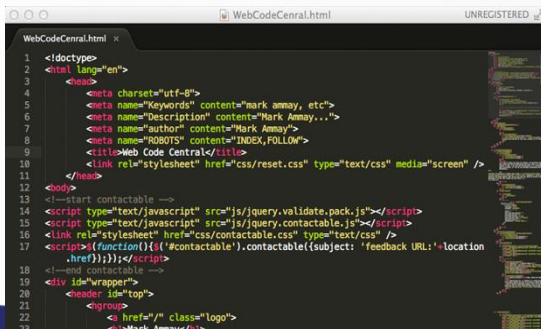 WebCodeCenral.html
UNREGISTERED
WebCodeCenral.html ×
1 <!doctype>
2 <html lang="en">
3 <head>
4 <meta charset="utf-8">
5 <meta name="Keywords" content="mark ammay, etc">
6 <meta name="Description" content="Mark Ammay...">
7 <meta name="author" content="Mark Ammay">
8 <meta name="ROBOTS" content="INDEX,FOLLOW">
9 <title>Web Code Central</title>
10 <link rel="stylesheet" href="css/reset.css" type="text/css" media="screen" />
11 </head>
12 <body>
13 <!--start contactable -->
14 <script type="text/javascript" src="js/jquery.validate.pack.js"></script>
15 <script type="text/javascript" src="js/jquery.contactable.js"></script>
16 <link rel="stylesheet" href="css/contactable.css" type="text/css" />
17 <script>$(function(){$('#contactable').contactable({subject: 'feedback URL:'+location
.href});});</script>
18 <!--end contactable -->
19 <div id="wrapper">
20 <header id="top">
21 <hgroup>
22 <a href="/" class="logo">
23 <h1>Mark Ammay</h1>